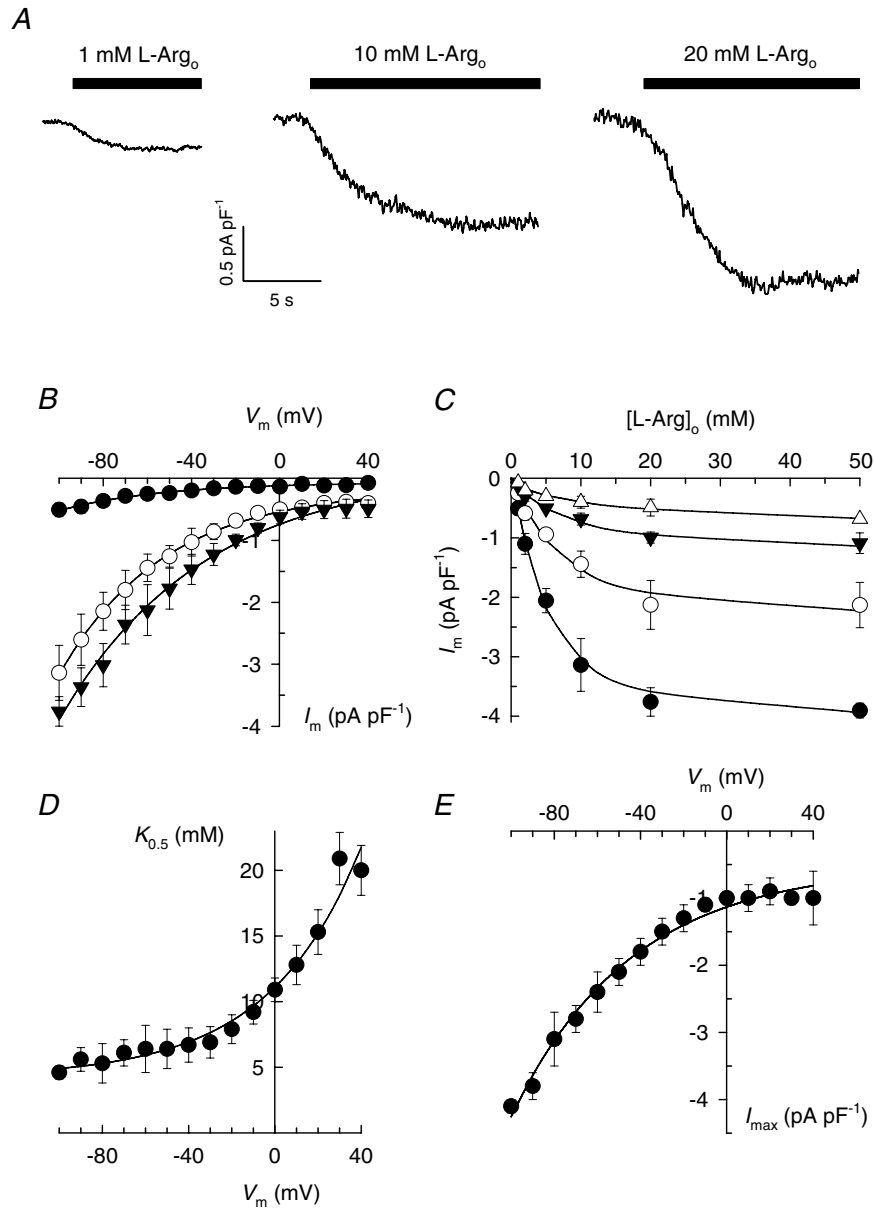 A
1 mM L-Argₒ
10 mM L-Argₒ
20 mM L-Argₒ
0.5 pA pF⁻¹
5 s
B
Vₘ (mV)
-80 -40 0 40
-1
-2
-3
-4
Iₘ (pA pF⁻¹)
C
[L-Arg]ₒ (mM)
0 10 20 30 40 50
0
-1
-2
-3
-4
Iₘ (pA pF⁻¹)
D
K₀.₅ (mM)
20
15
10
5
-80 -40 0 40
Vₘ (mV)
E
Vₘ (mV)
-80 -40 0 40
-1
-2
-3
-4
Iₘₐₓ (pA pF⁻¹)